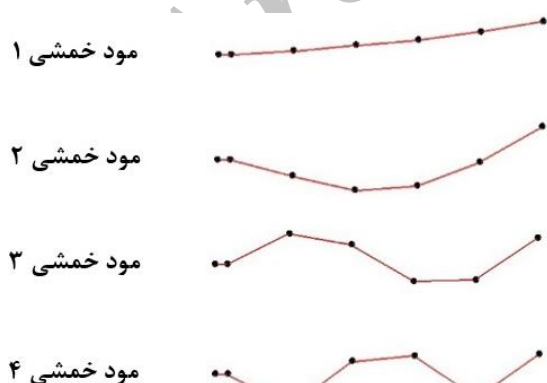 مود خمشی ۱
مود خمشی ۲
مود خمشی ۳
مود خمشی ۴